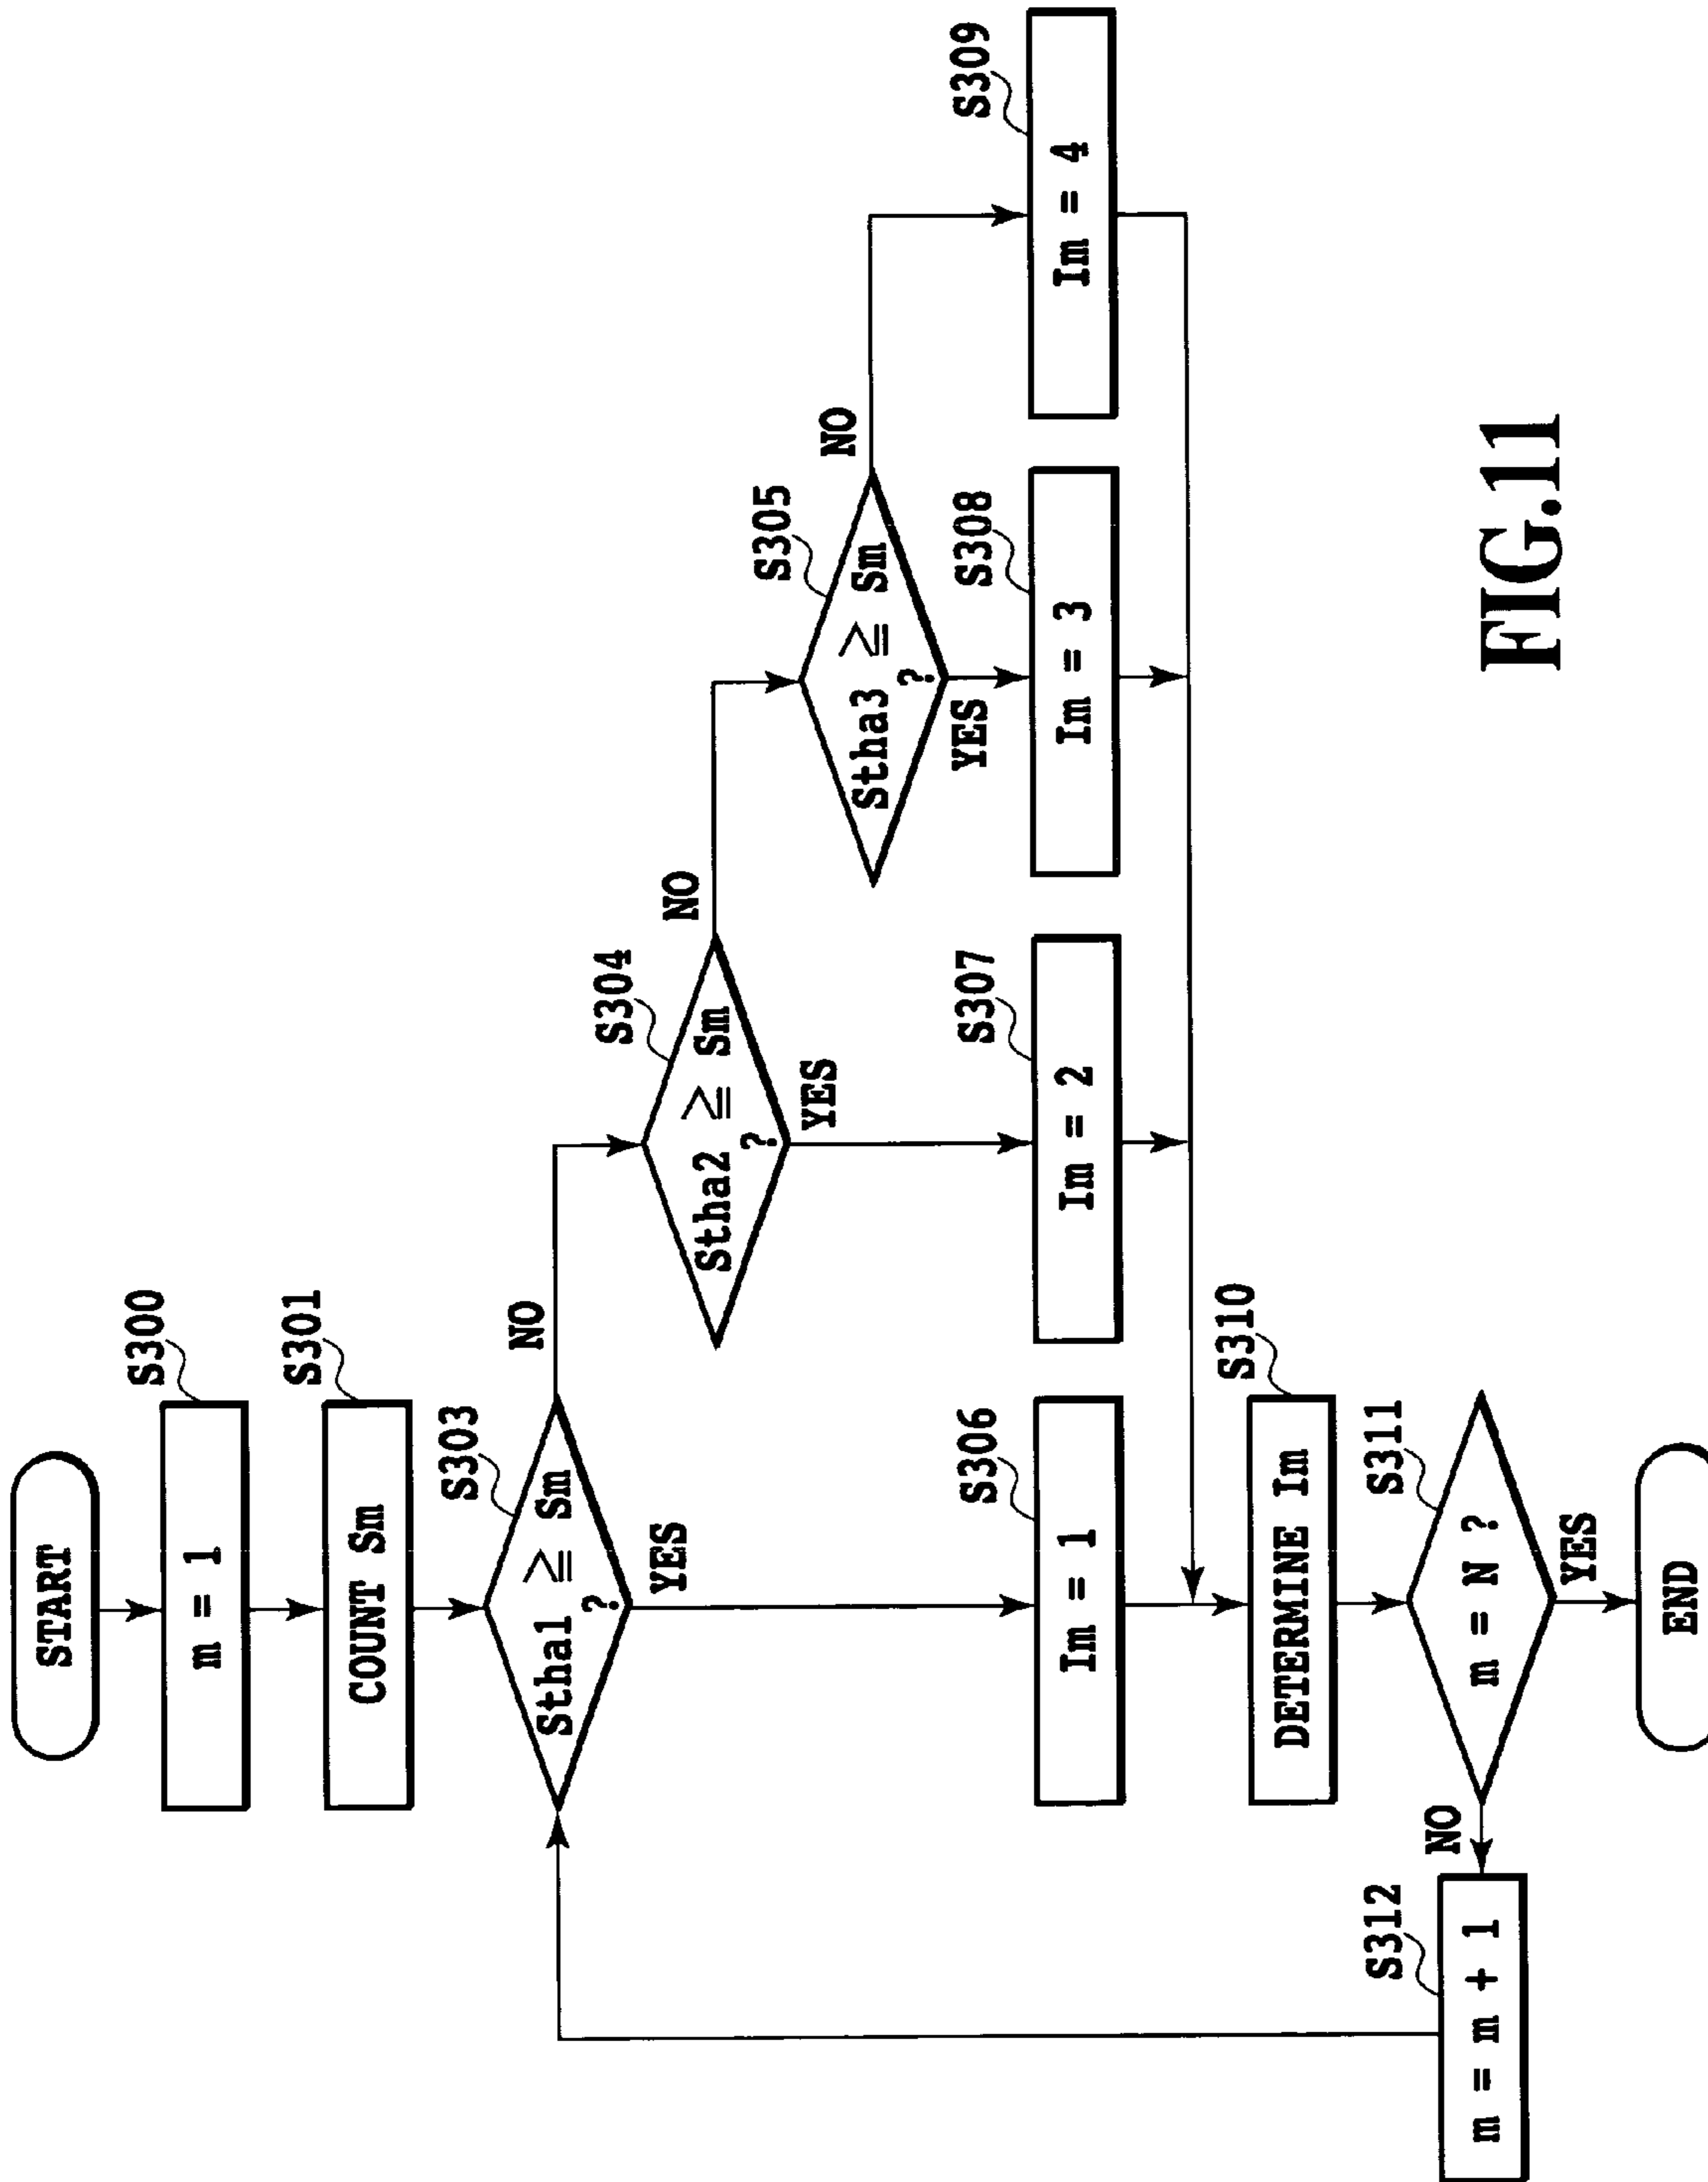 START
S300
m = 1
S301
COUNT Sm
S303
Stha1 ≧ Sm
?
NO
YES
S304
Stha2 ≧ Sm
?
NO
YES
S305
Stha3 ≧ Sm
?
NO
YES
S306
Im = 1
S307
Im = 2
S308
Im = 3
S309
Im = 4
S310
DETERMINE Im
S311
m = N ?
NO
YES
S312
m = m + 1
END
FIG.11